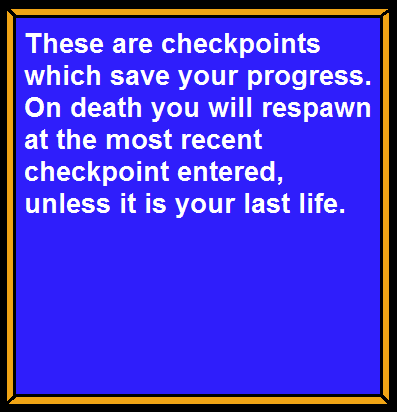 These are checkpoints
which save your progress.
On death you will respawn
at the most recent
checkpoint entered,
unless it is your last life.